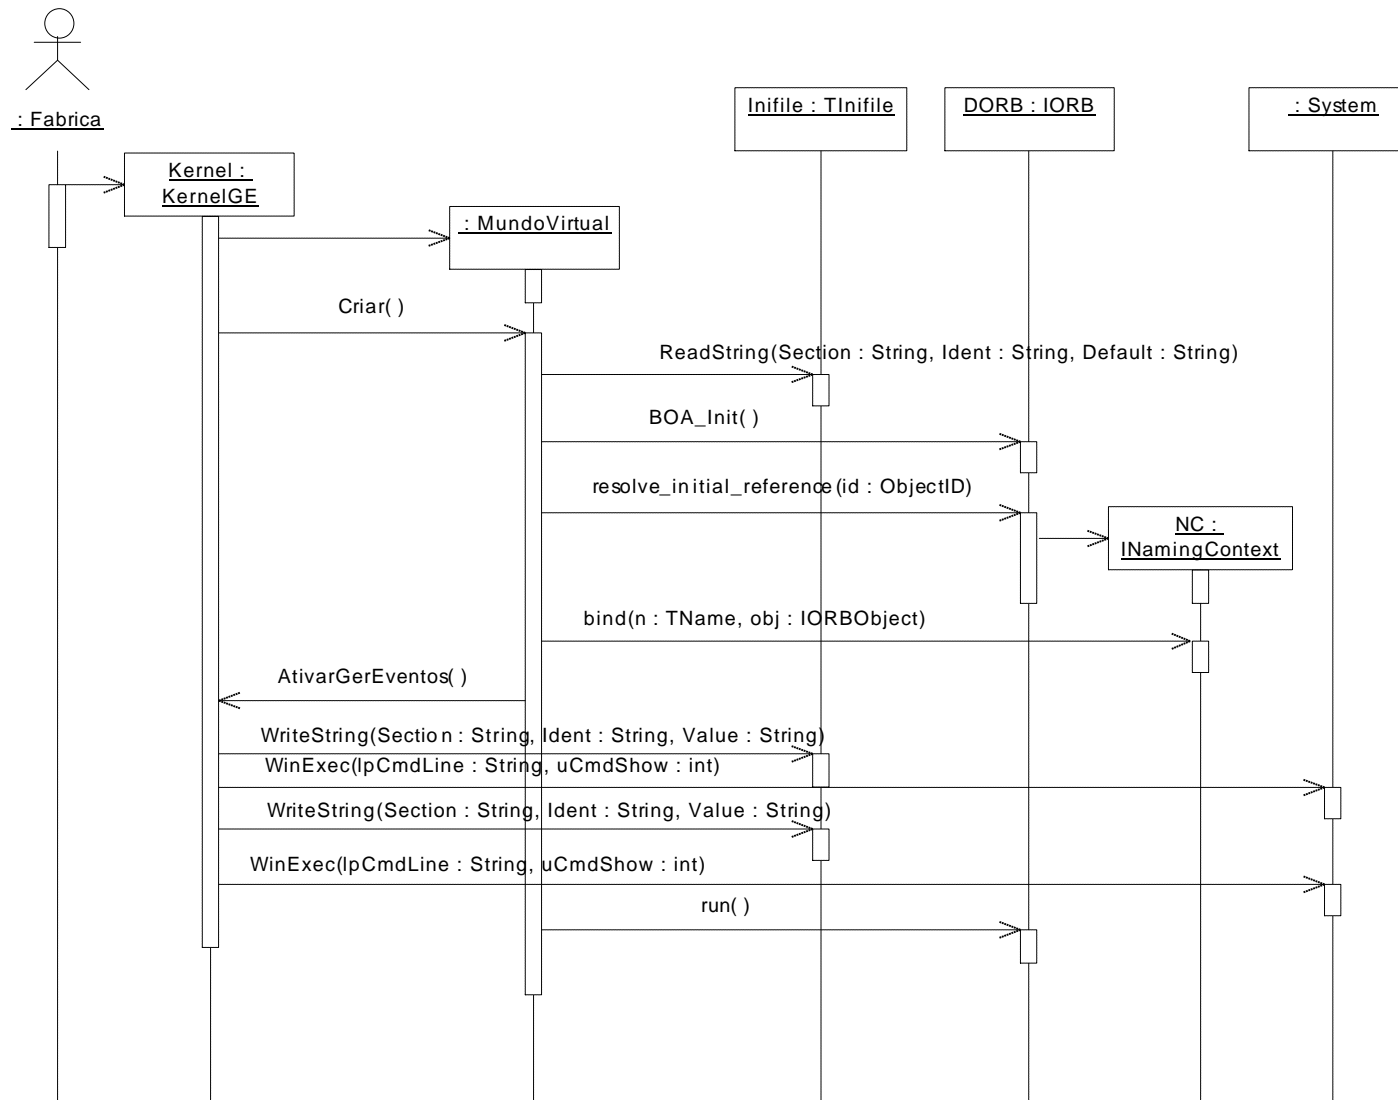 : Fabrica
Inifile : TInifile
DORB : IORB
: System
Kernel :
KernelGE
: MundoVirtual
Criar( )
ReadString(Section : String, Ident : String, Default : String)
BOA_Init( )
resolve_initial_reference(id : ObjectID)
NC :
INamingContext
bind(n : TName, obj : IORBObject)
AtivarGerEventos( )
WriteString(Section : String, Ident : String, Value : String)
WinExec(lpCmdLine : String, uCmdShow : int)
WriteString(Section : String, Ident : String, Value : String)
WinExec(lpCmdLine : String, uCmdShow : int)
run( )